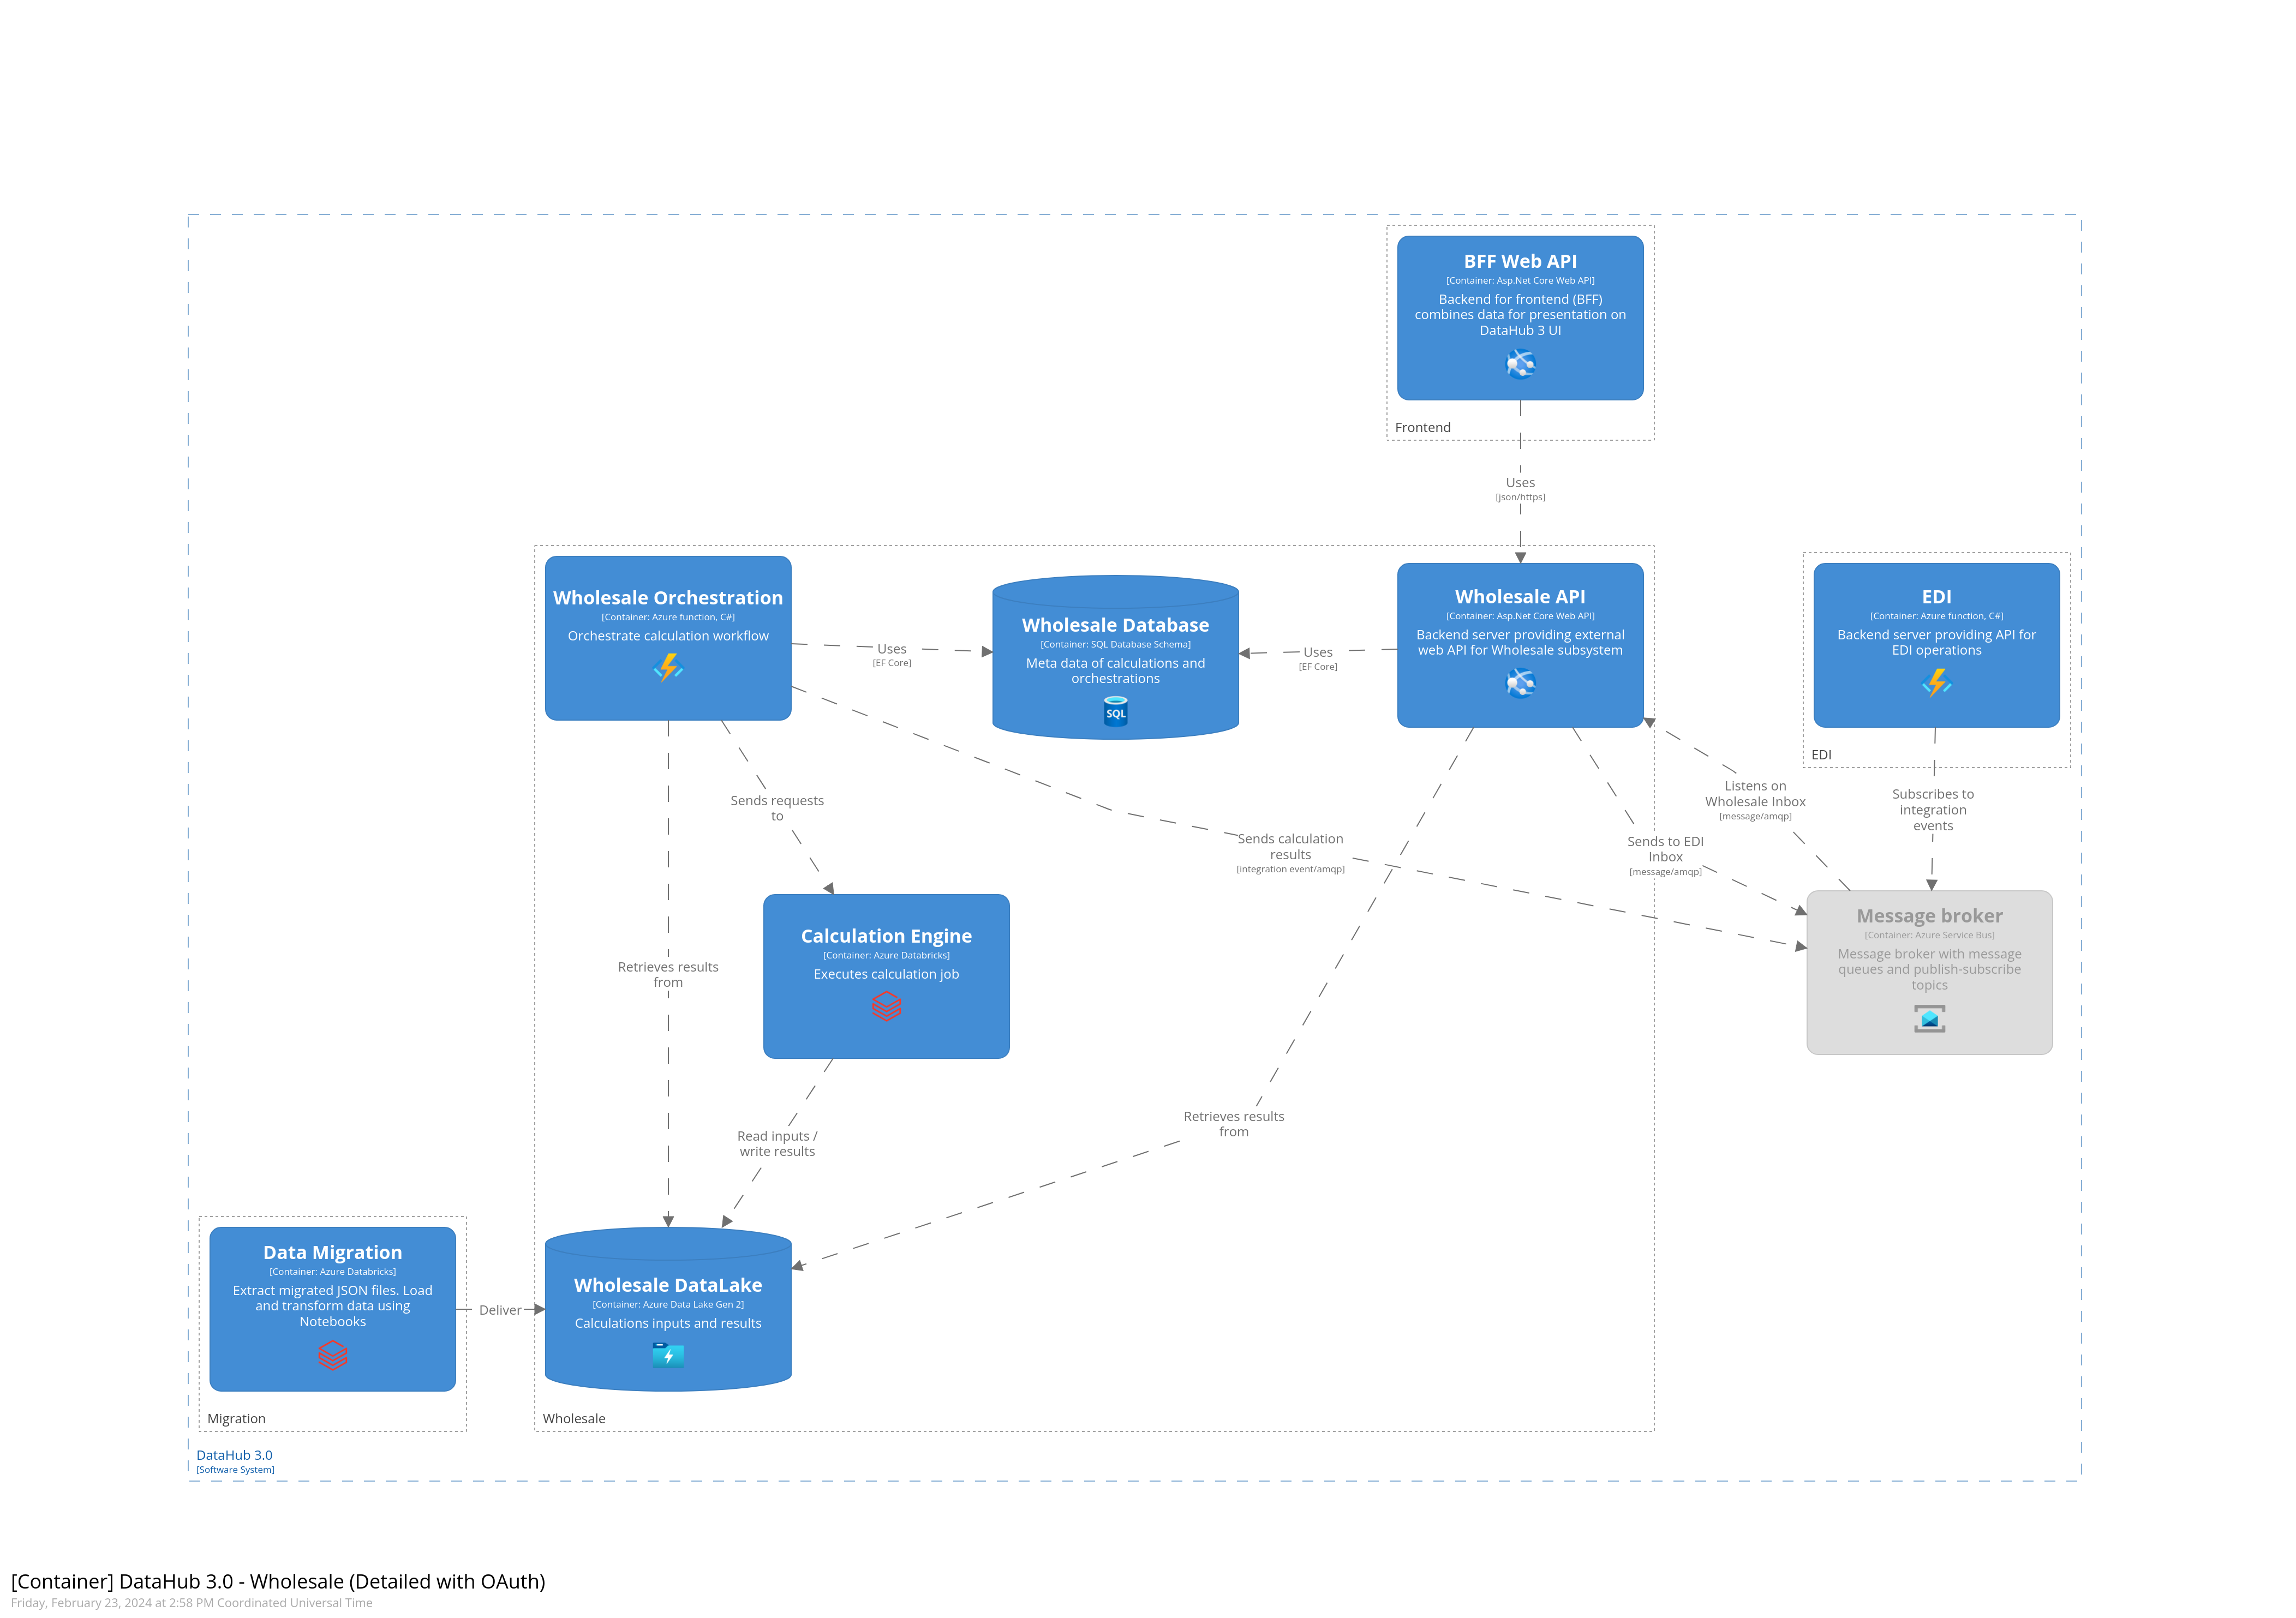 BFF Web API
[Container: Asp.Net Core Web API]
Backend for frontend (BFF)
combines data for presentation on
DataHub 3 UI
Frontend
Uses
[json/https]
Wholesale Orchestration
[Container: Azure function, C#]
Orchestrate calculation workflow
Uses
[EF Core]
Wholesale Database
[Container: SQL Database Schema]
Meta data of calculations and
orchestrations
SQL
Uses
[EF Core]
Wholesale API
[Container: Asp.Net Core Web API]
Backend server providing external
web API for Wholesale subsystem
EDI
[Container: Azure function, C#]
Backend server providing API for
EDI operations
EDI
Sends requests
to
Sends calculation
results
[integration event/amqp]
Sends to EDI
Inbox
[message/amqp]
Listens on
Wholesale Inbox
[message/amqp]
Subscribes to
integration
events
Calculation Engine
[Container: Azure Databricks]
Executes calculation job
Message broker
[Container: Azure Service Bus]
Message broker with message
queues and publish-subscribe
topics
Retrieves results
from
Read inputs /
write results
Retrieves results
from
Data Migration
[Container: Azure Databricks]
Extract migrated JSON files. Load
and transform data using
Notebooks
Migration
Deliver
Wholesale DataLake
[Container: Azure Data Lake Gen 2]
Calculations inputs and results
Wholesale
DataHub 3.0
[Software System]
[Container] DataHub 3.0 - Wholesale (Detailed with OAuth)
Friday, February 23, 2024 at 2:58 PM Coordinated Universal Time